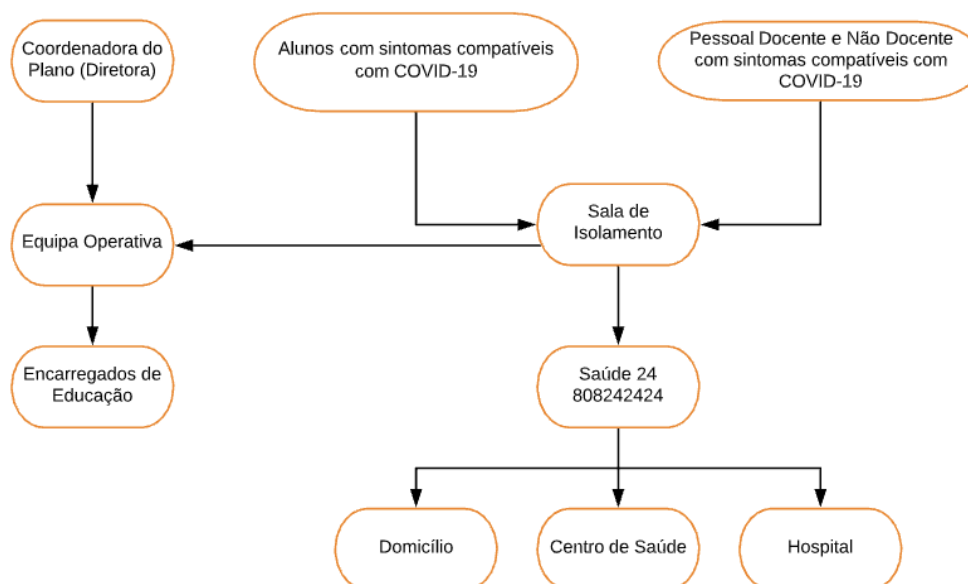 Coordenadora do
Plano (Diretora)
Alunos com sintomas compatíveis
com COVID-19
Pessoal Docente e Não Docente
com sintomas compatíveis com
COVID-19
Equipa Operativa
Sala de
Isolamento
Encarregados de
Educação
Saúde 24
808242424
Domicílio
Centro de Saúde
Hospital